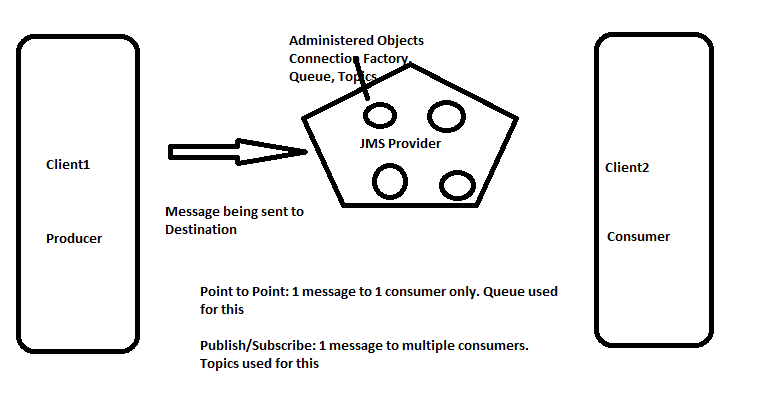 Administered Objects
Connection Factory
Queue, Topics
JMS Provider
Client1
Producer
Message being sent to
Destination
Client2
Consumer
Point to Point: 1 message to 1 consumer only. Queue used
for this
Publish/Subscribe: 1 message to multiple consumers.
Topics used for this